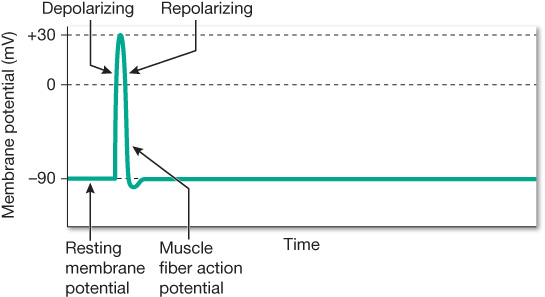 Depolarizing
Repolarizing
Membrane potential (mV)
+30
0
–90
Resting
membrane
potential
Muscle
fiber action
potential
Time